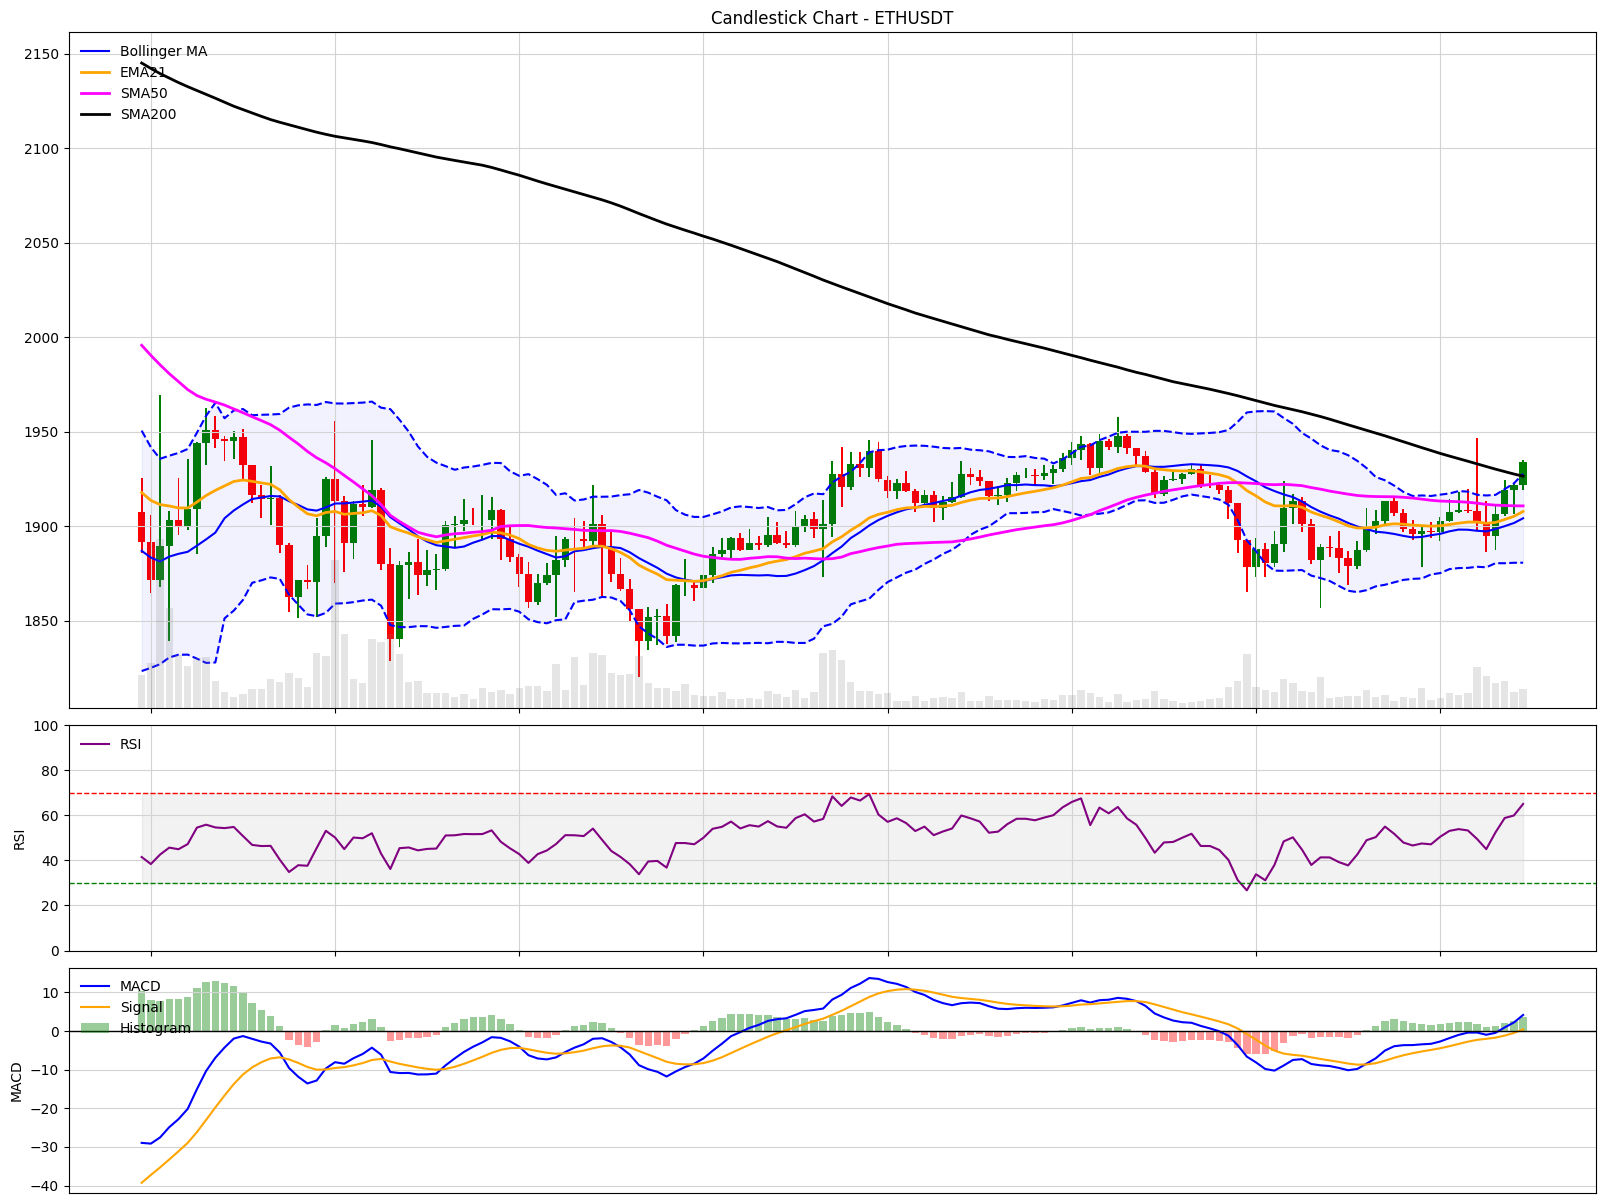 Candlestick Chart - ETHUSDT
Bollinger MA
EMA21
SMA50
SMA200
2150
2100
2050
2000
1950
1900
1850
RSI
RSI
100
80
60
40
20
0
MACD
Signal
Histogram
MACD
10
0
−10
−20
−30
−40